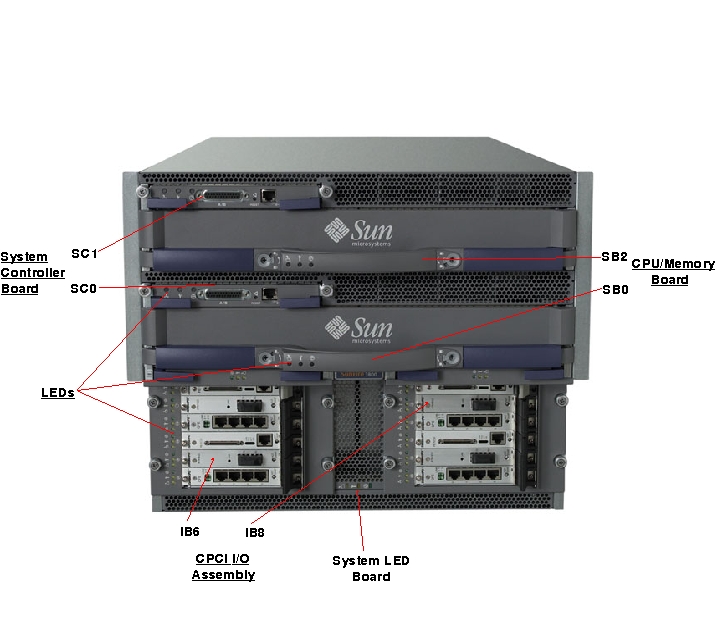 Sun
microsystems
SC1
SB2
System
Controller
Board
CPU/Memory
Board
SC0
SB0
Sun
microsystems
LEDs
IB6
IB8
CPCI I/O
Assembly
System LED
Board